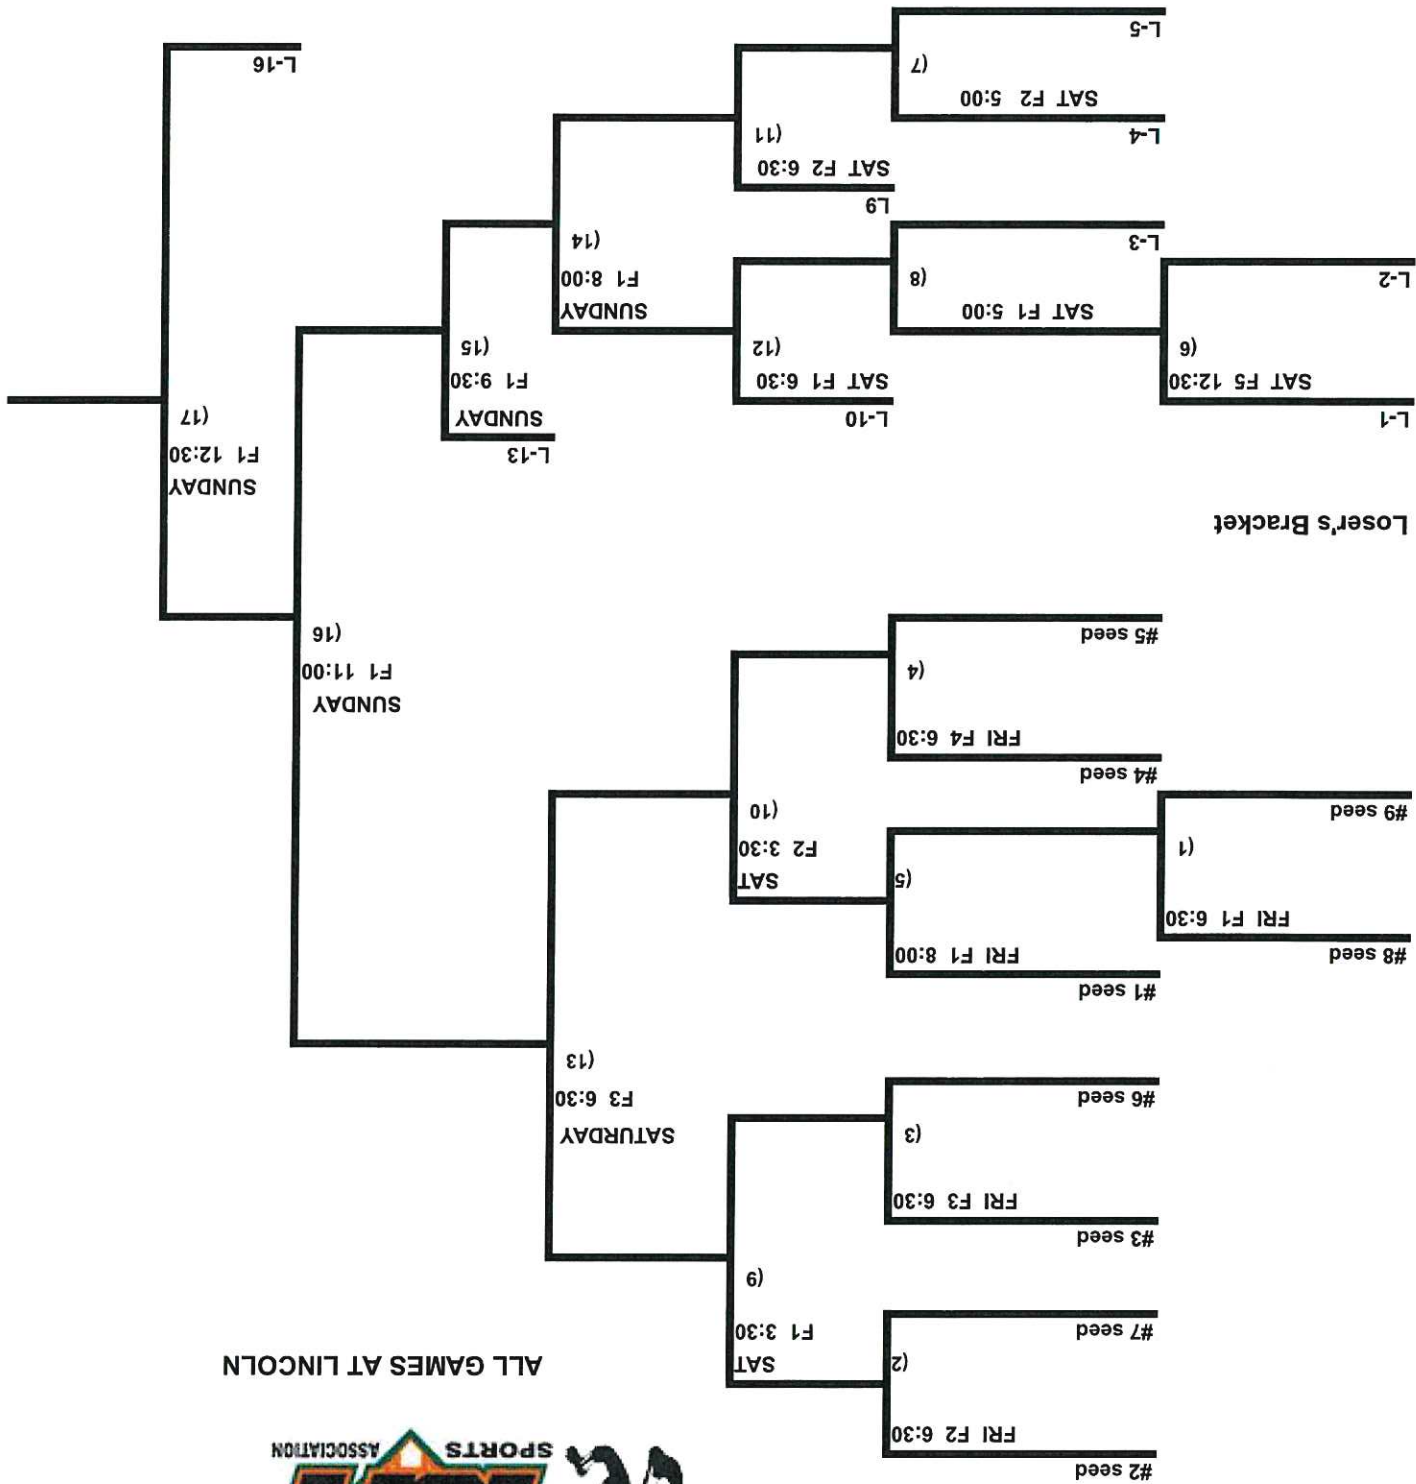 SPORTS ASSOCIATION
ALL GAMES AT LINCOLN
#2 seed
FRI F2 6:30
(2
#7 seed
SAT
F1 3:30
(9
#3 seed
FRI F3 6:30
(3
#6 seed
SATURDAY
F3 6:30
(13
#1 seed
FRI F1 8:00
(5
#8 seed
FRI F1 6:30
(1
#9 seed
SAT
F2 3:30
(10
#4 seed
FRI F4 6:30
(4
#5 seed
SUNDAY
F1 11:00
(16
Loser's Bracket
SUNDAY
F1 12:30
(17
L-13
SUNDAY
F1 9:30
(15
L-1
SAT F5 12:30
(6
L-2
L-10
SAT F1 6:30
(12
SAT F1 5:00
(8
L-3
SUNDAY
F1 8:00
(14
L9
SAT F2 6:30
(11
L-4
SAT F2 5:00
(7
L-5
L-16